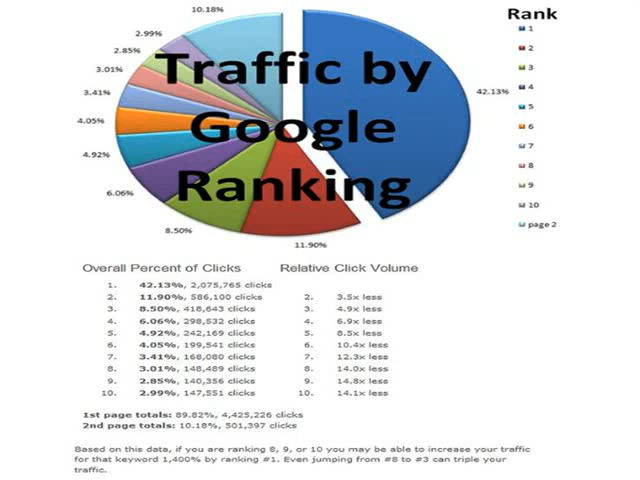 10.18%
Rank
2.99%
2.85%
3.01%
3.41%
4.05%
4.92%
6.06%
8.50%
11.90%
42.13%
Traffic by
Google
Ranking
1
2
3
4
5
6
7
8
9
10
page 2
Overall Percent of Clicks Relative Click Volume
1. 42.13%, 2,075,765 clicks
2. 11.90%, 586,100 clicks 2. 3.5x less
3. 8.50%, 418,643 clicks 3. 4.9x less
4. 6.06%, 298,532 clicks 4. 6.9x less
5. 4.92%, 242,169 clicks 5. 8.5x less
6. 4.05%, 199,541 clicks 6. 10.4x less
7. 3.41%, 168,080 clicks 7. 12.3x less
8. 3.01%, 148,489 clicks 8. 14.0x less
9. 2.85%, 140,356 clicks 9. 14.8x less
10. 2.99%, 147,551 clicks 10. 14.1x less
1st page totals: 89.82%, 4,425,226 clicks
2nd page totals: 10.18%, 501,397 clicks
Based on this data, if you are ranking 8, 9, or 10 you may be able to increase your traffic
for that keyword 1,400% by ranking #1. Even jumping from #8 to #3 can triple your
traffic.